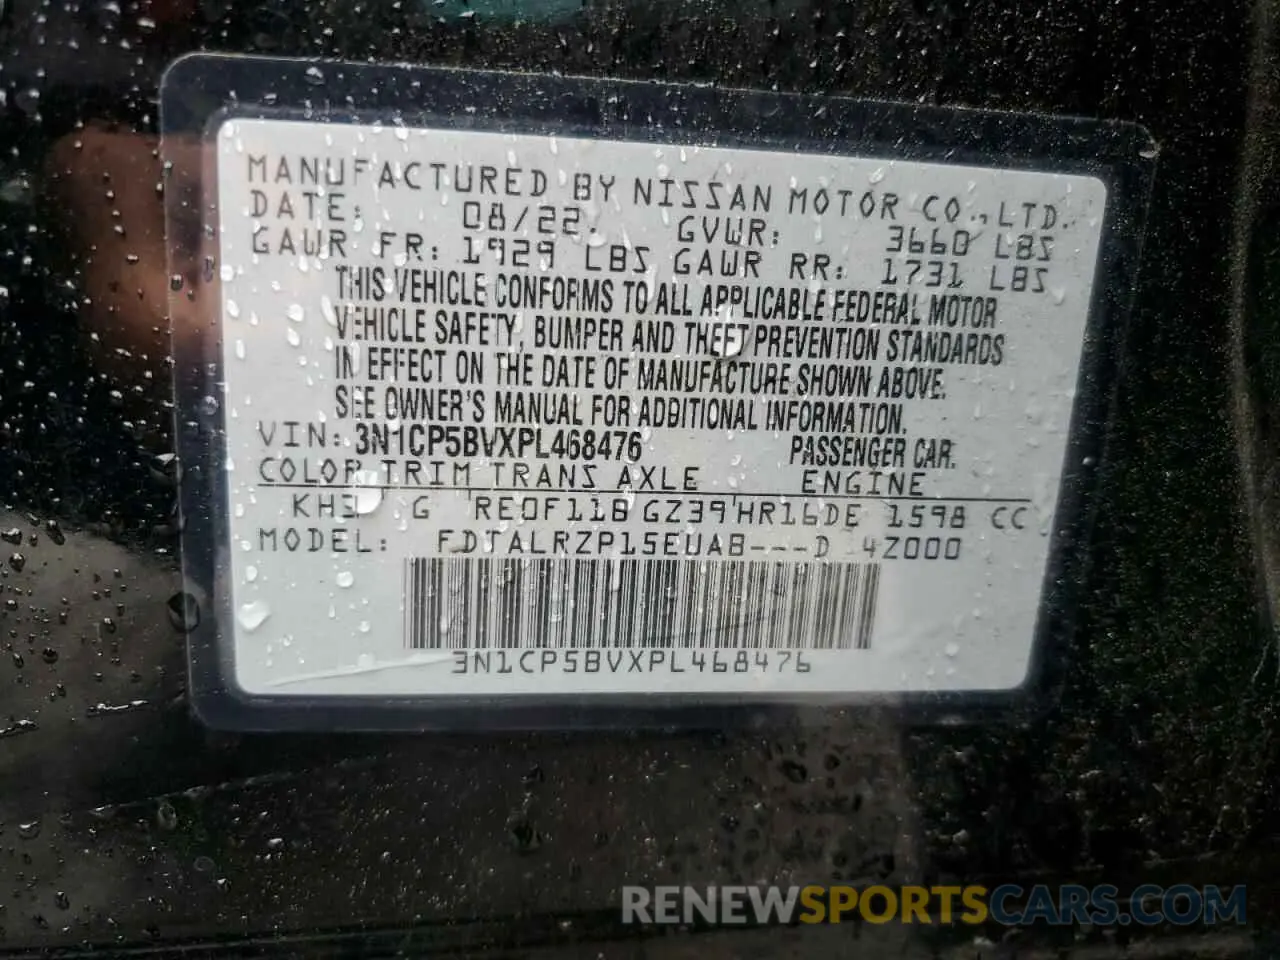 MANUFACTURED BY NISSAN MOTOR CO., LTD.
DATE: 08/22. GVWR: 3660 LBS
GAWR FR: 1929 LBS GAWR RR: 1731 LBS
THIS VEHICLE CONFORMS TO ALL APPLICABLE FEDERAL MOTOR
VEHICLE SAFETY, BUMPER AND THEFT PREVENTION STANDARDS
IN EFFECT ON THE DATE OF MANUFACTURE SHOWN ABOVE.
SEE OWNER'S MANUAL FOR ADDITIONAL INFORMATION.
VIN: 3N1CP5BVXPL468476 PASSENGER CAR.
COLOR TRIM TRANS AXLE ENGINE
KH3 G RE0F11B GZ39 HR16DE 1598 CC
MODEL: FDTALRZP15EUAB---D 4Z000
3N1CP5BVXPL468476
RENEWSPORTSCARS.COM